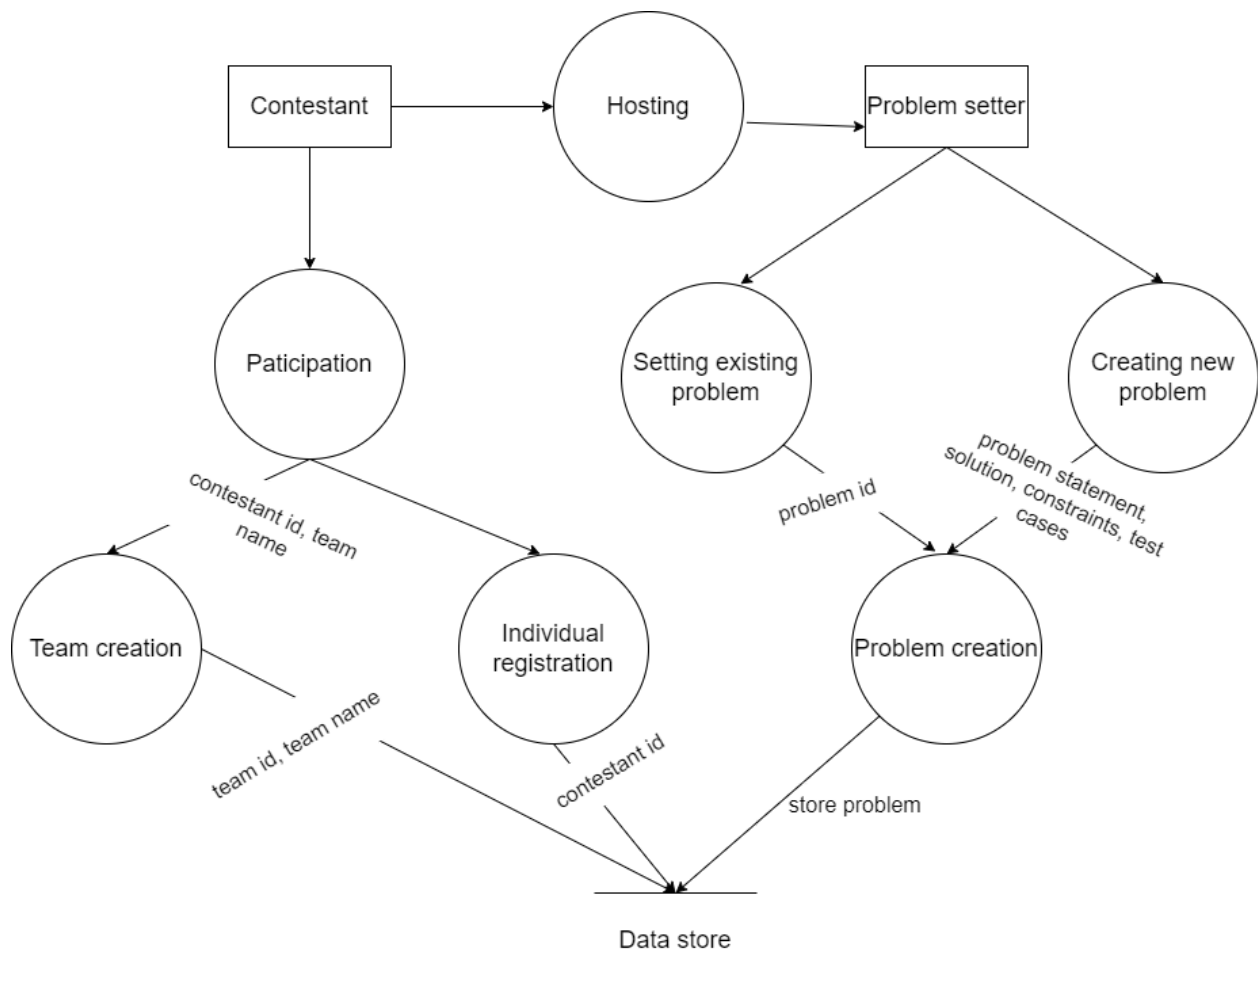 Contestant
Hosting
Problem setter
Paticipation
Setting existing
problem
Creating new
problem
contestant id, team
name
problem id
problem statement,
solution, constraints, test
cases
Team creation
Individual
registration
Problem creation
team id, team name
contestant id
store problem
Data store